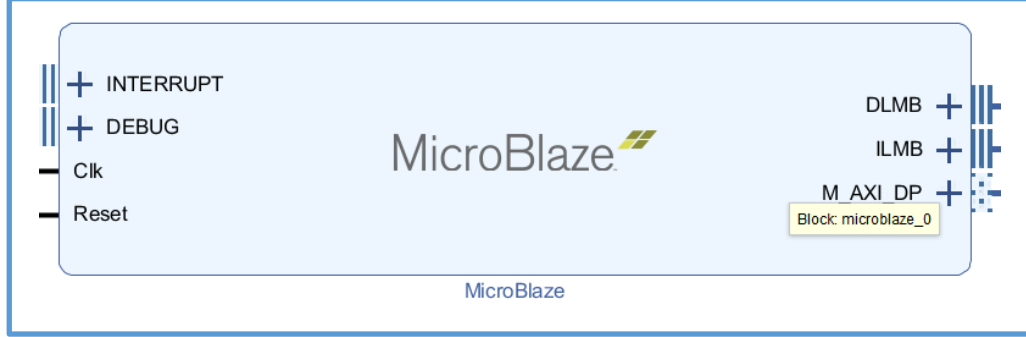 INTERRUPT
DEBUG
Clk
Reset
MicroBlaze
DLMB
ILMB
M_AXI_DP
Block: microblaze_0
MicroBlaze